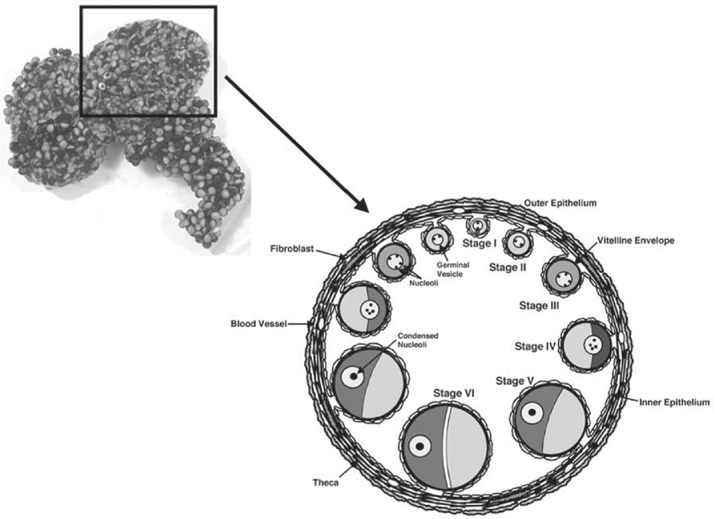 Outer Epithelium
Stage I
Vitelline Envelope
Fibroblast
Germinal
Vesicle
Stage II
Nucleoli
Stage III
Blood Vessel
Condensed
Nucleoli
Stage IV
Stage V
Stage VI
Inner Epithelium
Theca